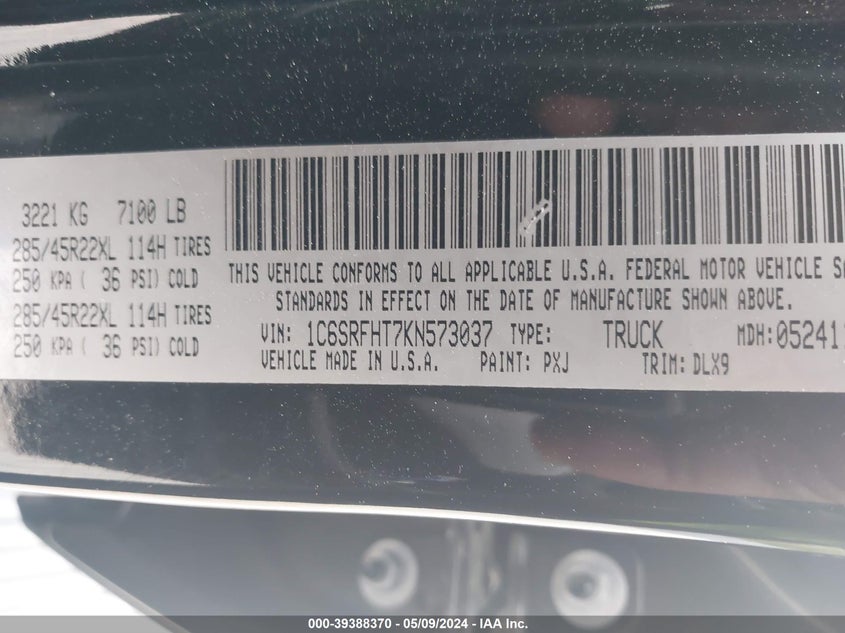 3221 KG 7100 LB
285/45R22XL 114H TIRES
250 KPA ( 36 PSI) COLD
285/45R22XL 114H TIRES
250 KPA ( 36 PSI) COLD
THIS VEHICLE CONFORMS TO ALL APPLICABLE U.S.A. FEDERAL MOTOR VEHICLE SA
STANDARDS IN EFFECT ON THE DATE OF MANUFACTURE SHOWN ABOVE.
VIN: 1C6SRFHT7KN573037 TYPE: TRUCK MDH: 052411
VEHICLE MADE IN U.S.A. PAINT: PXJ TRIM: DLX9
000-39388370 - 05/09/2024 - IAA Inc.